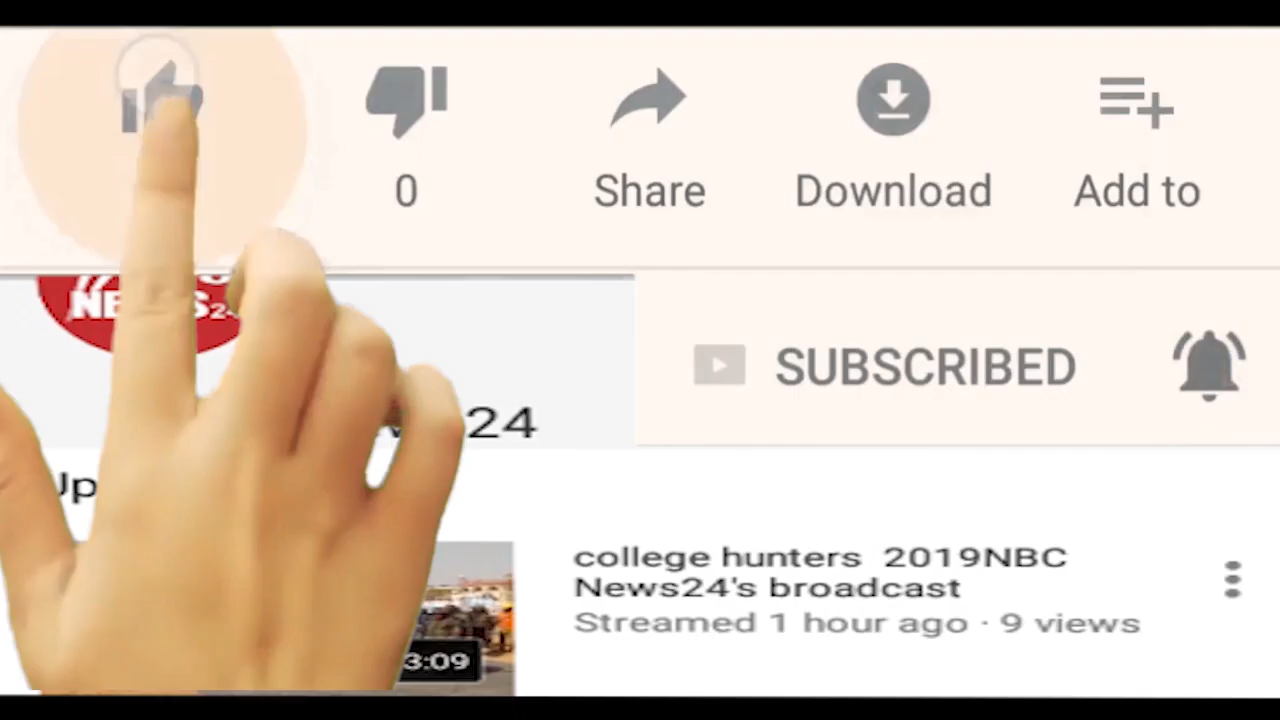 0
Share
Download
Add to
SUBSCRIBED
24
Up
college hunters 2019NBC
News24's broadcast
Streamed 1 hour ago · 9 views
3:09